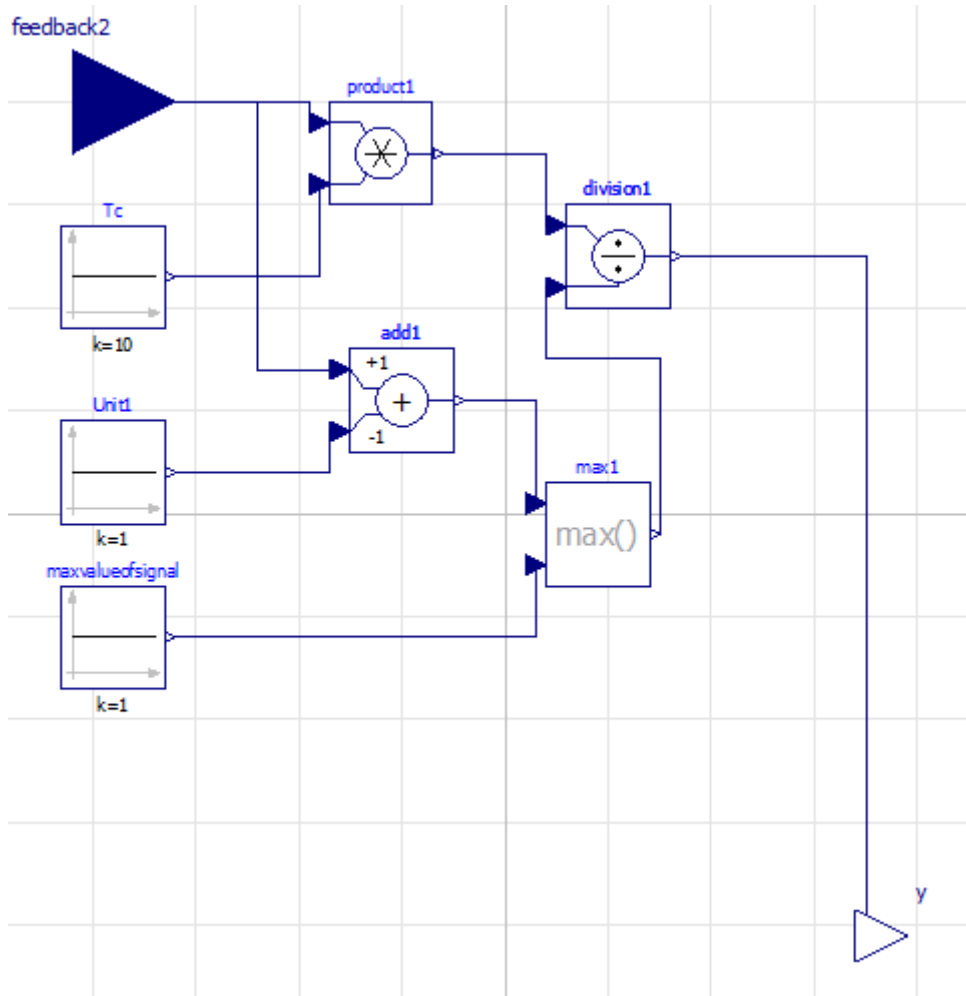 feedback2
product1
division1
Tc
k=10
add1
+1
+
-1
Unit1
k=1
max1
max()
maxvalueofsignal
k=1
y